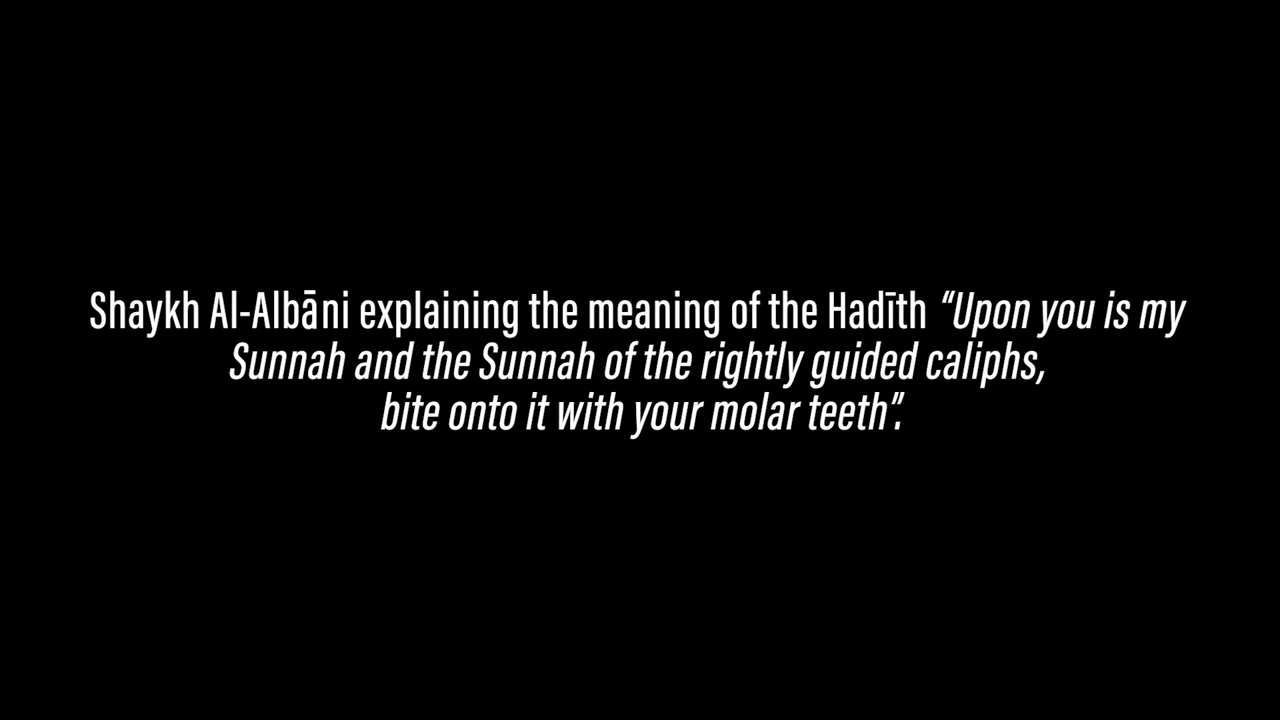 Shaykh Al-Albāni explaining the meaning of the Hadīth “Upon you is my
Sunnah and the Sunnah of the rightly guided caliphs,
bite onto it with your molar teeth”.